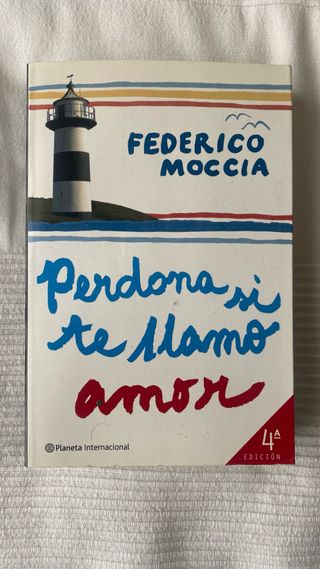 FEDERICO
MOCCIA
Perdona si
te llamo
amor
Planeta Internacional
4ª
EDICIÓN